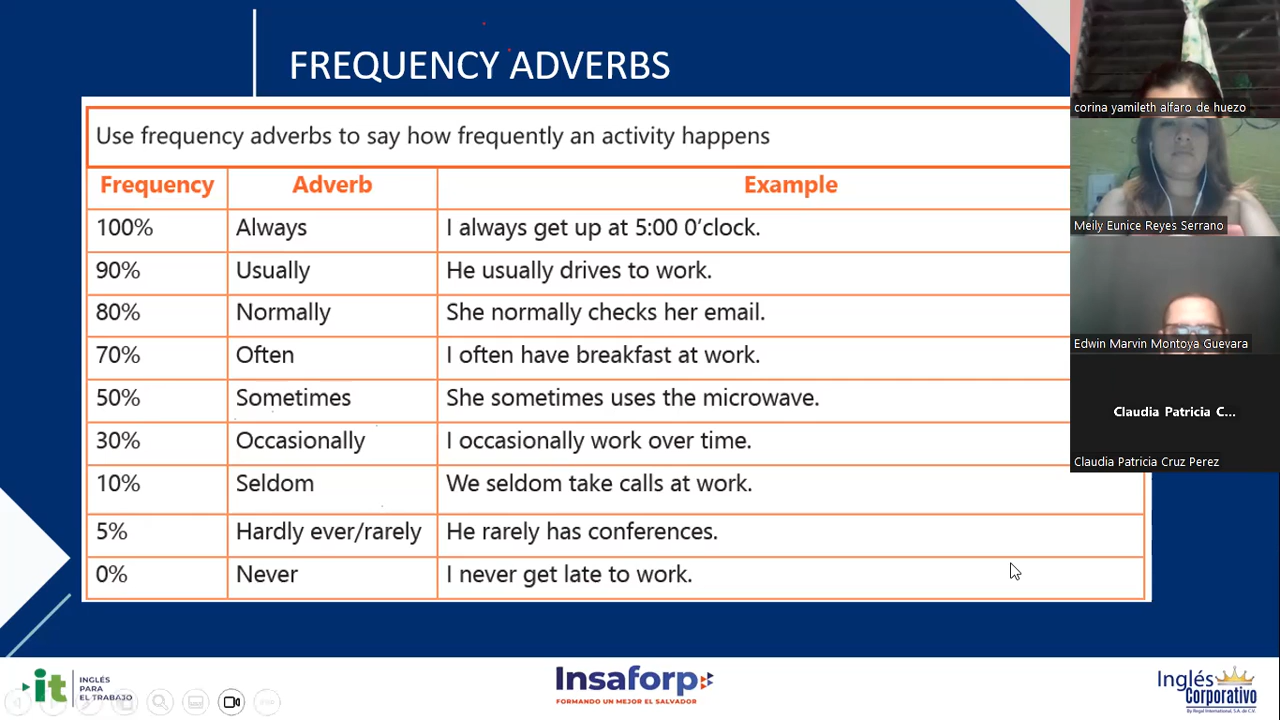 FREQUENCY ADVERBS
Use frequency adverbs to say how frequently an activity happens
Frequency Adverb Example
100% Always I always get up at 5:00 0'clock.
90% Usually He usually drives to work.
80% Normally She normally checks her email.
70% Often I often have breakfast at work.
50% Sometimes She sometimes uses the microwave.
30% Occasionally I occasionally work over time.
10% Seldom We seldom take calls at work.
5% Hardly ever/rarely He rarely has conferences.
0% Never I never get late to work.
corina yamileth alfaro de huezo
Meily Eunice Reyes Serrano
Edwin Marvin Montoya Guevara
Claudia Patricia C...
Claudia Patricia Cruz Perez
it INGLÉS
PARA
EL TRABAJO
Insaforp
FORMANDO UN MEJOR EL SALVADOR
Inglés
Corporativo
By Regal International, S.A. de C.V.